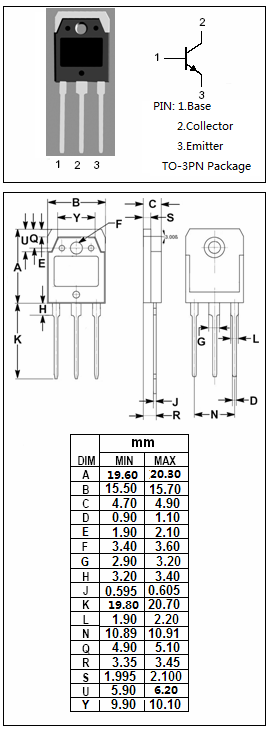 2
1
3
PIN: 1.Base
2.Collector
3.Emitter
1 2 3
TO-3PN Package
B
Y
F
U Q
E
A
H
K
C
S
J
R
G
L
D
N
mm
DIM MIN MAX
A 19.60 20.30
B 15.50 15.70
C 4.70 4.90
D 0.90 1.10
E 1.90 2.10
F 3.40 3.60
G 2.90 3.20
H 3.20 3.40
J 0.595 0.605
K 19.80 20.70
L 1.90 2.20
N 10.89 10.91
Q 4.90 5.10
R 3.35 3.45
S 1.995 2.100
U 5.90 6.20
Y 9.90 10.10